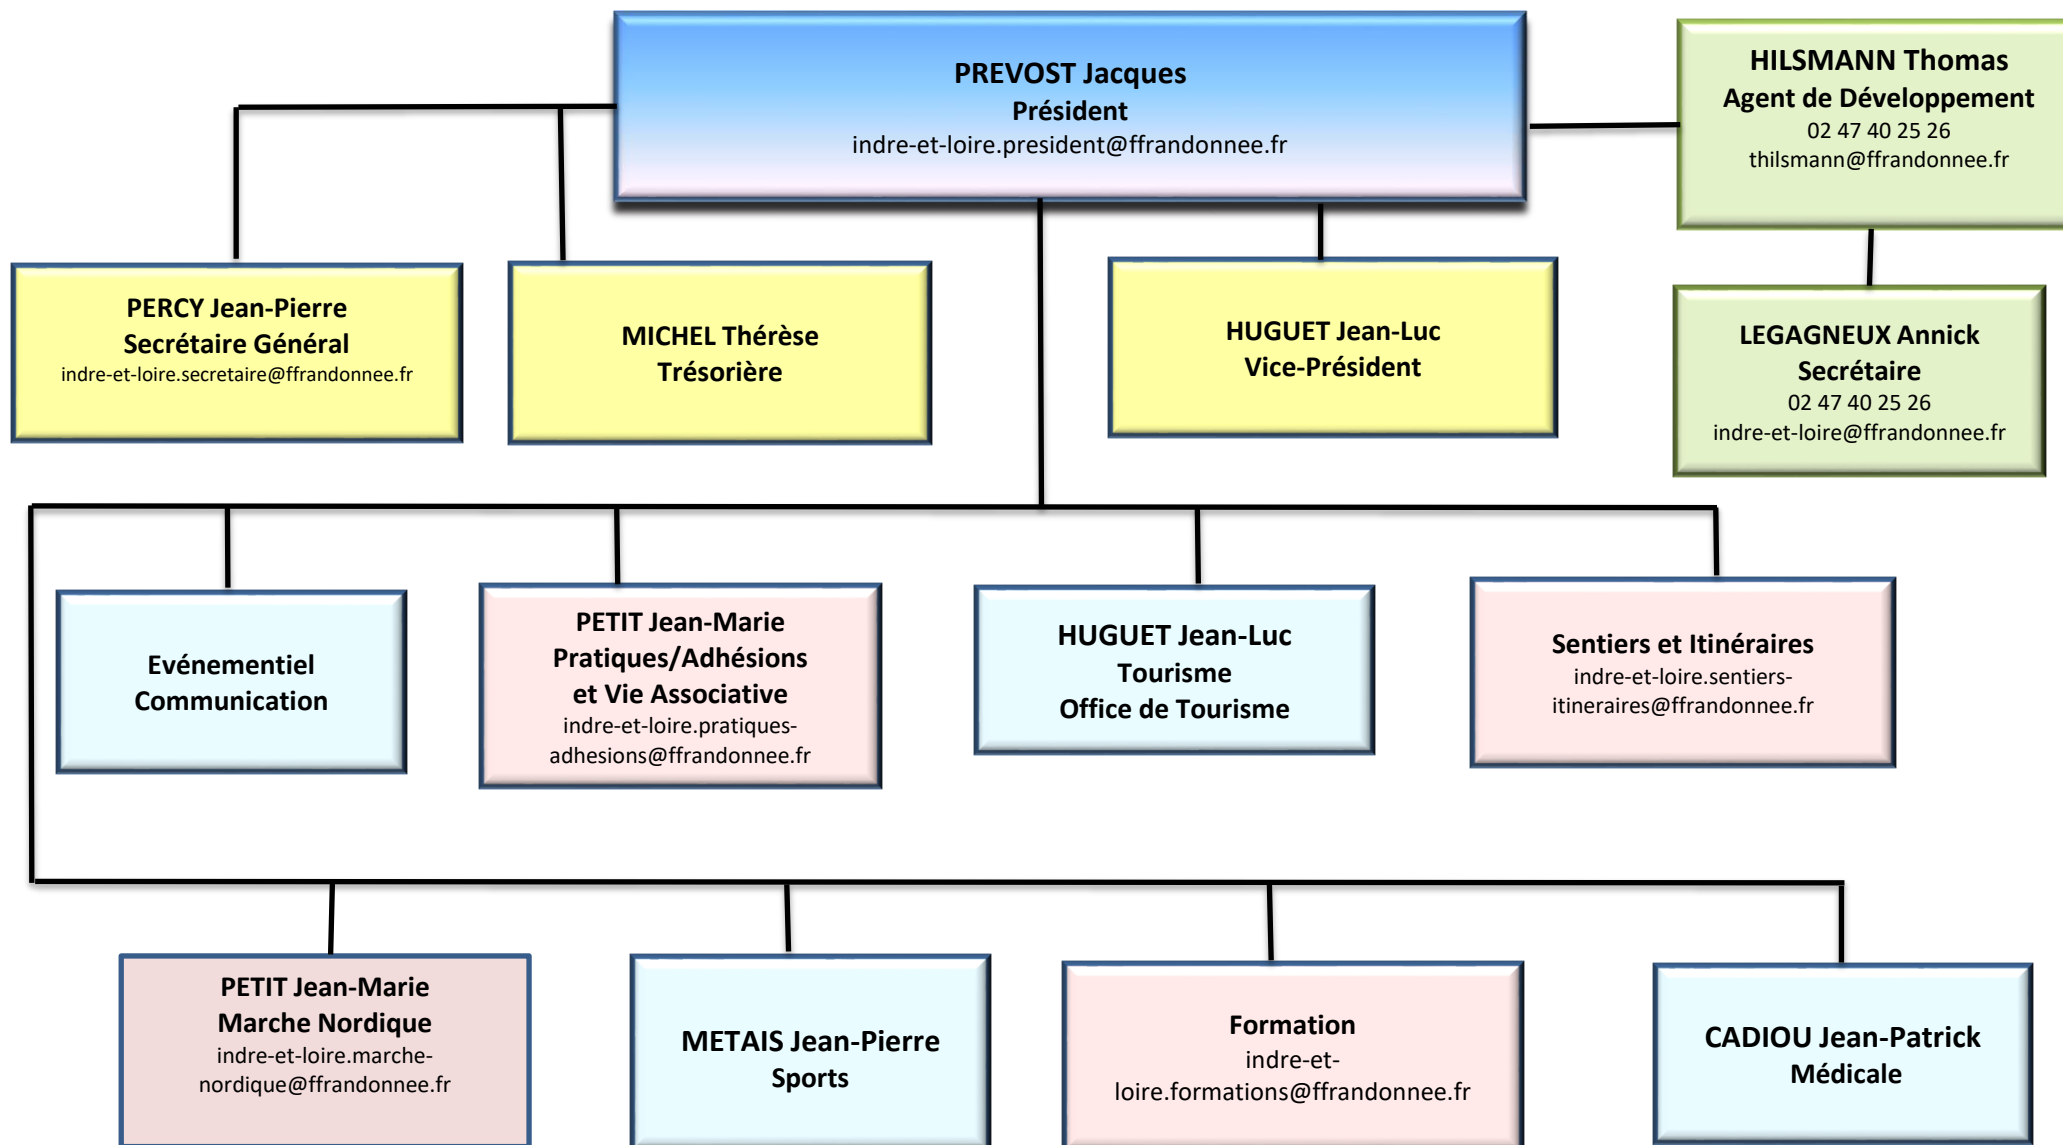 PREVOST Jacques
Président
indre-et-loire.president@ffrandonnee.fr
HILSMANN Thomas
Agent de Développement
02 47 40 25 26
thilsmann@ffrandonnee.fr
PERCY Jean-Pierre
Secrétaire Général
indre-et-loire.secretaire@ffrandonnee.fr
MICHEL Thérèse
Trésorière
HUGUET Jean-Luc
Vice-Président
LEGAGNEUX Annick
Secrétaire
02 47 40 25 26
indre-et-loire@ffrandonnee.fr
Evénementiel
Communication
PETIT Jean-Marie
Pratiques/Adhésions
et Vie Associative
indre-et-loire.pratiques-
adhesions@ffrandonnee.fr
HUGUET Jean-Luc
Tourisme
Office de Tourisme
Sentiers et Itinéraires
indre-et-loire.sentiers-
itineraires@ffrandonnee.fr
PETIT Jean-Marie
Marche Nordique
indre-et-loire.marche-
nordique@ffrandonnee.fr
METAIS Jean-Pierre
Sports
Formation
indre-et-
loire.formations@ffrandonnee.fr
CADIOU Jean-Patrick
Médicale